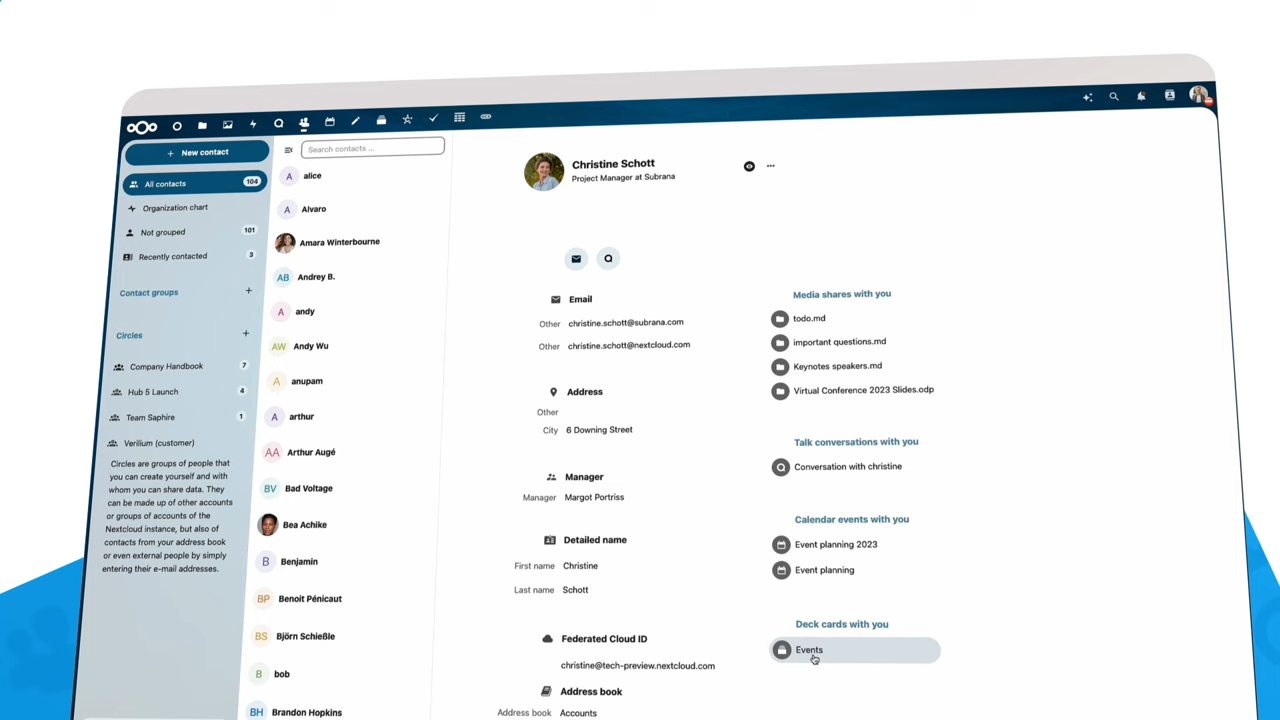 New contact
All contacts 104
Organization chart
Not grouped 101
Recently contacted 3
Contact groups
Circles
Company Handbook 7
Hub 5 Launch 4
Team Saphire 1
Verilium (customer)
Circles are groups of people that
you can create yourself and with
whom you can share data. They
can be made up of other accounts
or groups of accounts of the
Nextcloud instance, but also of
contacts from your address book
or even external people by simply
entering their e-mail addresses.
Search contacts ...
A alice
A Alvaro
Amara Winterbourne
AB Andrey B.
A andy
AW Andy Wu
A anupam
A arthur
AA Arthur Augé
BV Bad Voltage
Bea Achike
B Benjamin
BP Benoit Pénicaut
BS Björn Schießle
B bob
BH Brandon Hopkins
Christine Schott
Project Manager at Subrana
Email
Other christine.schott@subrana.com
Other christine.schott@nextcloud.com
Address
Other
City 6 Downing Street
Manager
Manager Margot Portriss
Detailed name
First name Christine
Last name Schott
Federated Cloud ID
christine@tech-preview.nextcloud.com
Address book
Address book Accounts
Media shares with you
todo.md
important questions.md
Keynotes speakers.md
Virtual Conference 2023 Slides.odp
Talk conversations with you
Conversation with christine
Calendar events with you
Event planning 2023
Event planning
Deck cards with you
Events